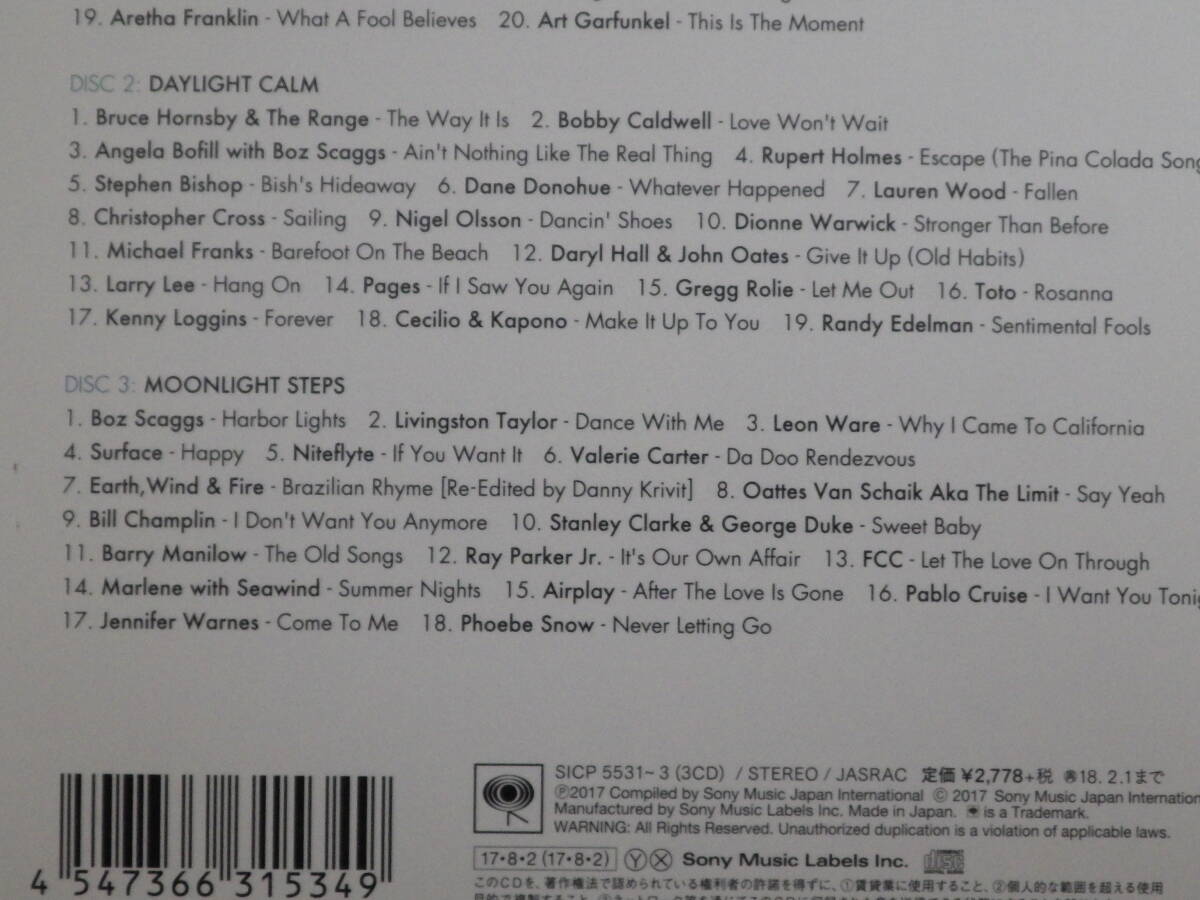 19. Aretha Franklin - What A Fool Believes 20. Art Garfunkel - This Is The Moment
DISC 2: DAYLIGHT CALM
1. Bruce Hornsby & The Range - The Way It Is 2. Bobby Caldwell - Love Won't Wait
3. Angela Bofill with Boz Scaggs - Ain't Nothing Like The Real Thing 4. Rupert Holmes - Escape (The Pina Colada Song
5. Stephen Bishop - Bish's Hideaway 6. Dane Donohue - Whatever Happened 7. Lauren Wood - Fallen
8. Christopher Cross - Sailing 9. Nigel Olsson - Dancin' Shoes 10. Dionne Warwick - Stronger Than Before
11. Michael Franks - Barefoot On The Beach 12. Daryl Hall & John Oates - Give It Up (Old Habits)
13. Larry Lee - Hang On 14. Pages - If I Saw You Again 15. Gregg Rolie - Let Me Out 16. Toto - Rosanna
17. Kenny Loggins - Forever 18. Cecilio & Kapono - Make It Up To You 19. Randy Edelman - Sentimental Fools
DISC 3: MOONLIGHT STEPS
1. Boz Scaggs - Harbor Lights 2. Livingston Taylor - Dance With Me 3. Leon Ware - Why I Came To California
4. Surface - Happy 5. Niteflyte - If You Want It 6. Valerie Carter - Da Doo Rendezvous
7. Earth,Wind & Fire - Brazilian Rhyme [Re-Edited by Danny Krivit] 8. Oattes Van Schaik Aka The Limit - Say Yeah
9. Bill Champlin - I Don't Want You Anymore 10. Stanley Clarke & George Duke - Sweet Baby
11. Barry Manilow - The Old Songs 12. Ray Parker Jr. - It's Our Own Affair 13. FCC - Let The Love On Through
14. Marlene with Seawind - Summer Nights 15. Airplay - After The Love Is Gone 16. Pablo Cruise - I Want You Tonig
17. Jennifer Warnes - Come To Me 18. Phoebe Snow - Never Letting Go
SICP 5531~3 (3CD) / STEREO / JASRAC 定価 ¥2,778+税 18.2.1まで
Ⓟ2017 Compiled by Sony Music Japan International © 2017 Sony Music Japan Internation
Manufactured by Sony Music Labels Inc. Made in Japan. is a Trademark.
WARNING: All Rights Reserved. Unauthorized duplication is a violation of applicable laws.
17・8・2 (17・8・2) Ⓨ Ⓧ Sony Music Labels Inc.
4 547366 315349
このCDを、著作権法で認められている権利者の許諾を得ずに、①賃貸業に使用すること、②個人的な範囲を超える使用